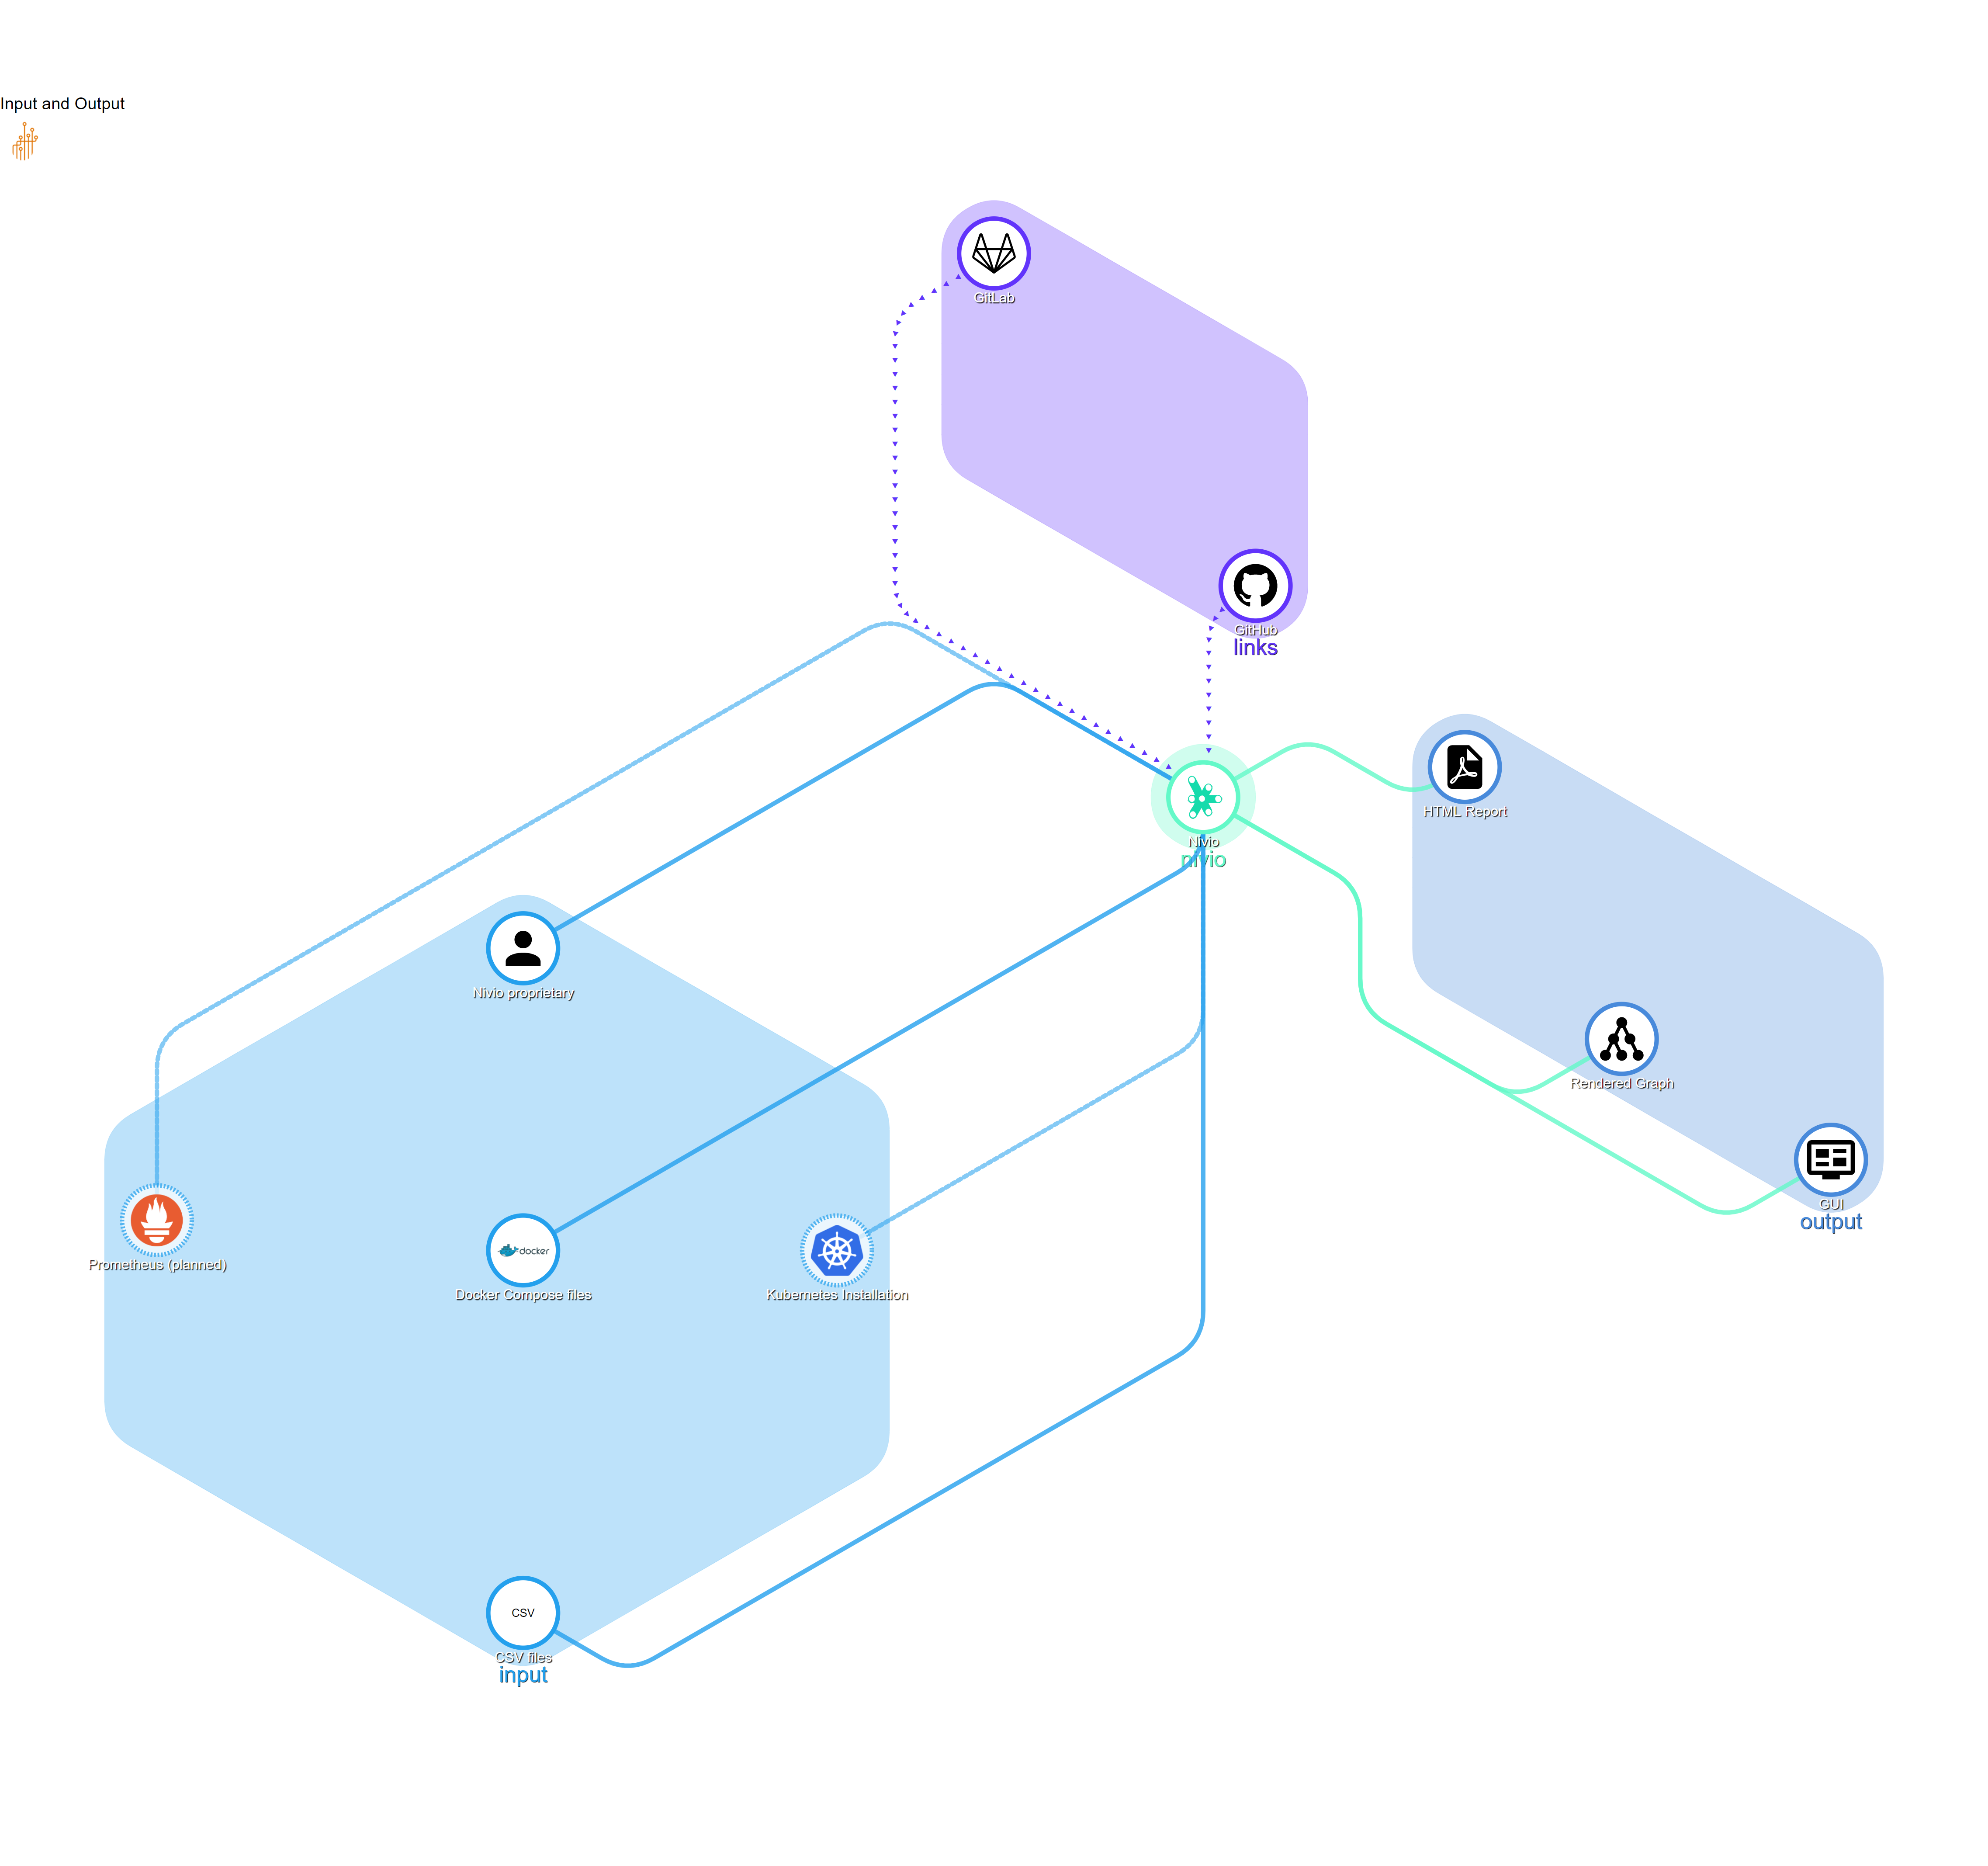 Input and Output
GitLab
GitHub
links
HTML Report
Nivio
nivio
Nivio proprietary
Rendered Graph
GUI
output
Prometheus (planned)
docker
Docker Compose files
Kubernetes Installation
CSV
CSV files
input